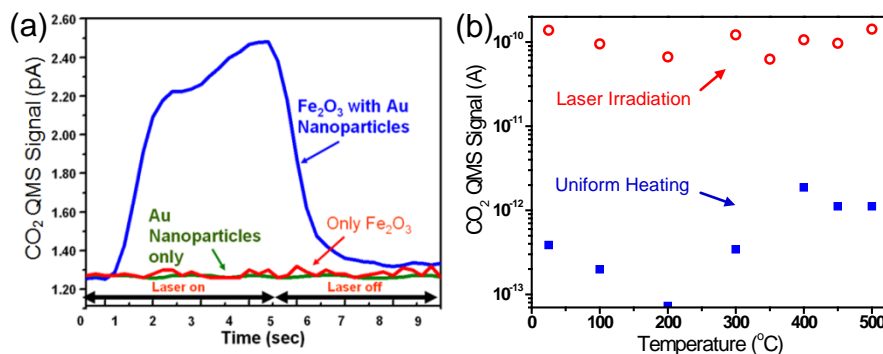 (a)
CO₂ QMS Signal (pA)
2.60
2.40
2.20
2.00
1.80
1.60
1.40
1.20
Fe₂O₃ with Au
Nanoparticles
Au
Nanoparticles
only
Only Fe₂O₃
Laser on
Laser off
0 1 2 3 4 5 6 7 8 9
Time (sec)
(b)
CO₂ QMS Signal (A)
10⁻¹⁰
10⁻¹¹
10⁻¹²
10⁻¹³
Laser Irradiation
Uniform Heating
0 100 200 300 400 500
Temperature (°C)